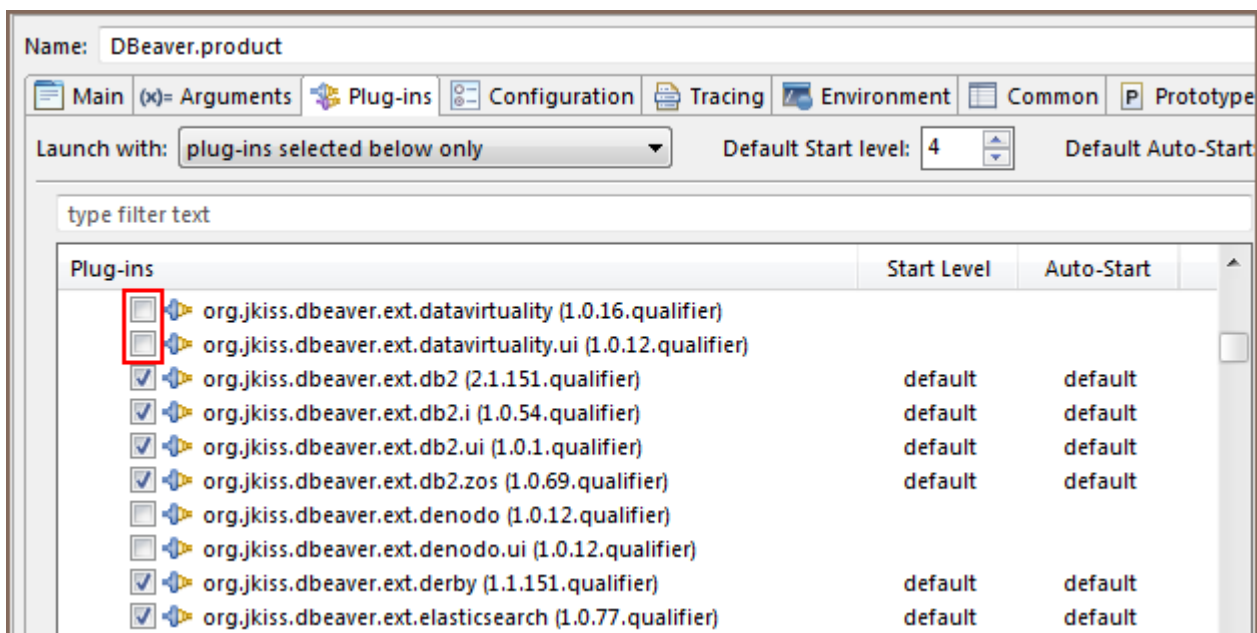 Name: DBeaver.product
Main (x)= Arguments Plug-ins Configuration Tracing Environment Common P Prototype
Launch with: plug-ins selected below only Default Start level: 4 Default Auto-Start
type filter text
Plug-ins Start Level Auto-Start
org.jkiss.dbeaver.ext.datavirtuality (1.0.16.qualifier)
org.jkiss.dbeaver.ext.datavirtuality.ui (1.0.12.qualifier)
org.jkiss.dbeaver.ext.db2 (2.1.151.qualifier) default default
org.jkiss.dbeaver.ext.db2.i (1.0.54.qualifier) default default
org.jkiss.dbeaver.ext.db2.ui (1.0.1.qualifier) default default
org.jkiss.dbeaver.ext.db2.zos (1.0.69.qualifier) default default
org.jkiss.dbeaver.ext.denodo (1.0.12.qualifier)
org.jkiss.dbeaver.ext.denodo.ui (1.0.12.qualifier)
org.jkiss.dbeaver.ext.derby (1.1.151.qualifier) default default
org.jkiss.dbeaver.ext.elasticsearch (1.0.77.qualifier) default default